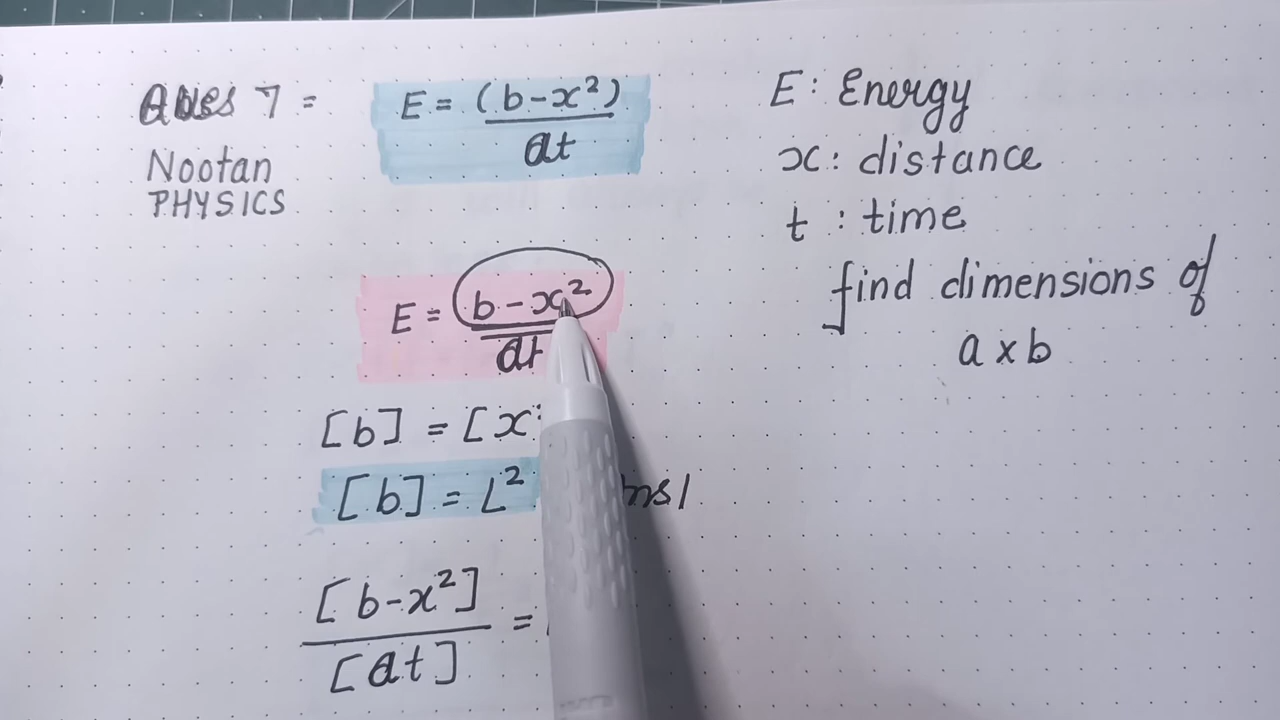 Ques 7 =
Nootan
PHYSICS
E = (b-x²)
at
E = b-x²
at
[b] = [x
[b] = L²
[b-x²]
[at] =
E: Energy
x: distance
t : time
find dimensions of
a x b